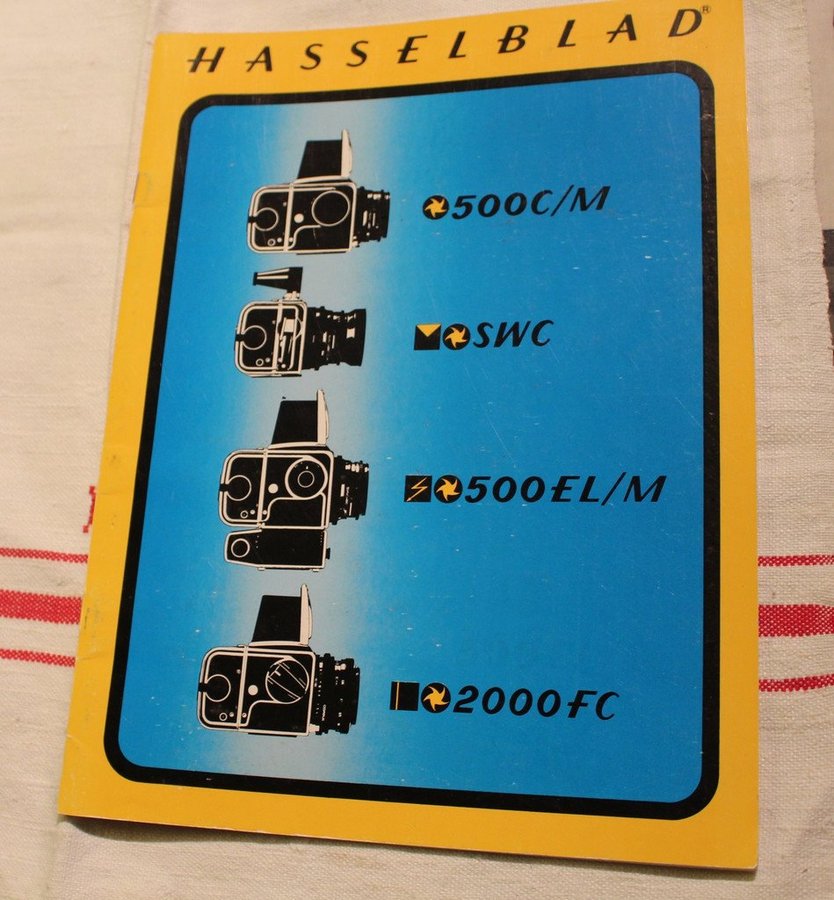 HASSELBLAD®
500C/M
SWC
500EL/M
2000FC